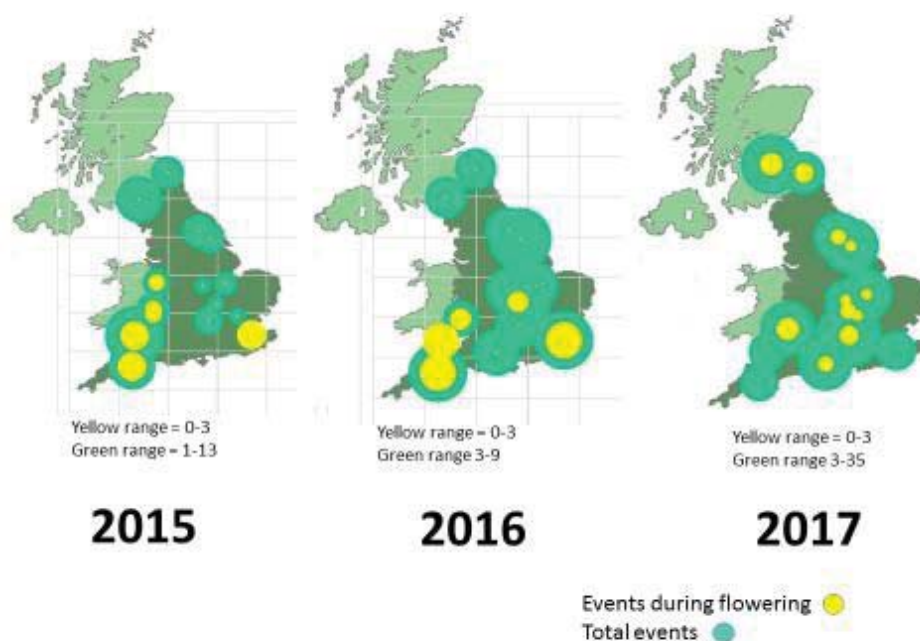 Yellow range = 0-3
Green range = 1-13
2015
Yellow range = 0-3
Green range 3-9
2016
Yellow range = 0-3
Green range 3-35
2017
Events during flowering
Total events